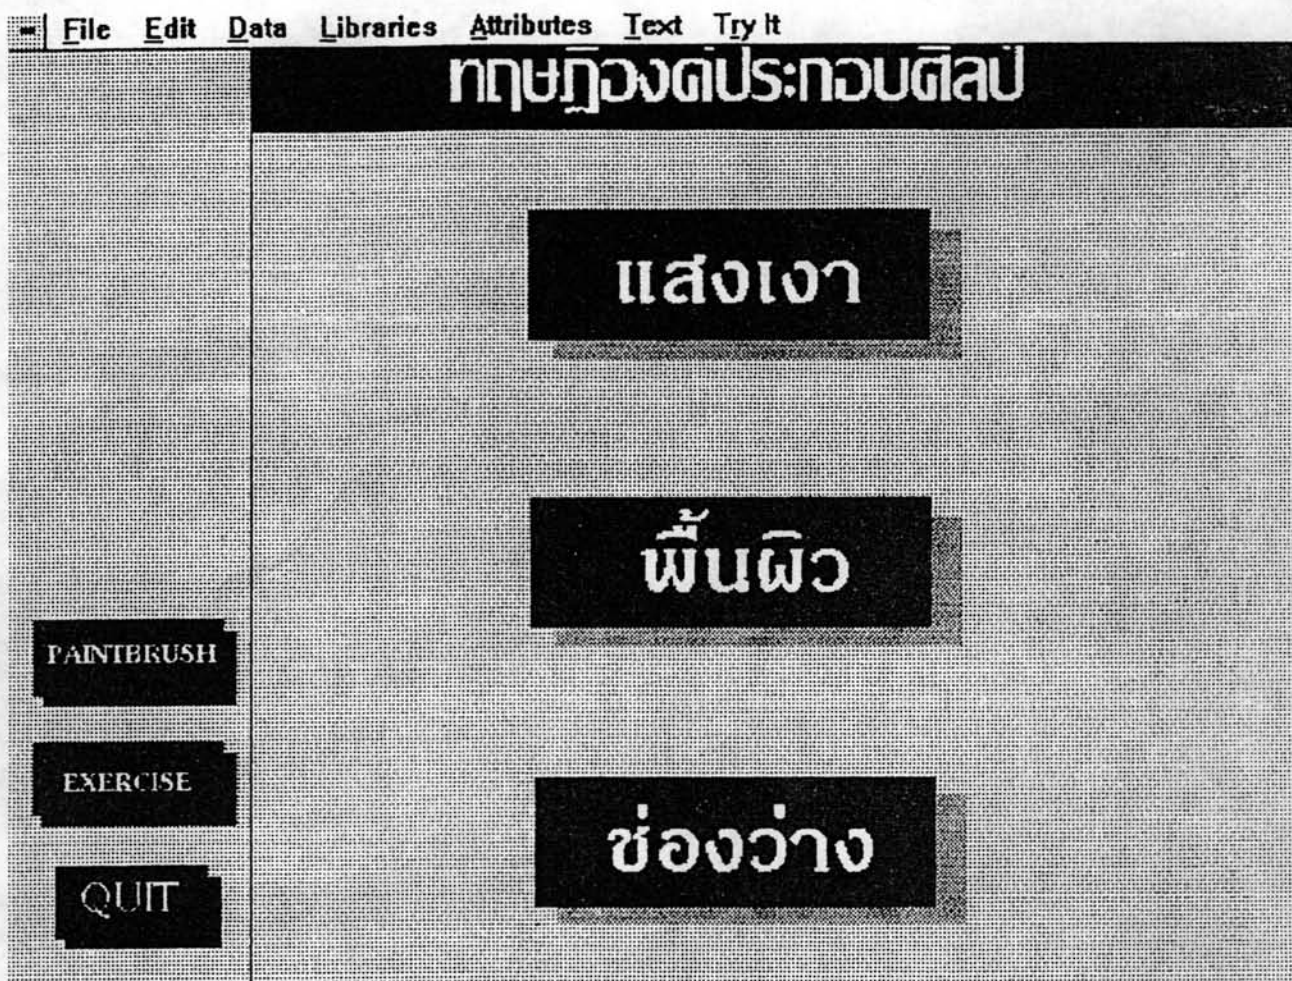 File Edit Data Libraries Attributes Text Try It
ทฤษฎีองค์ประกอบศิลป์
แสงเงา
พื้นผิว
ช่องว่าง
PAINTBRUSH
EXERCISE
QUIT